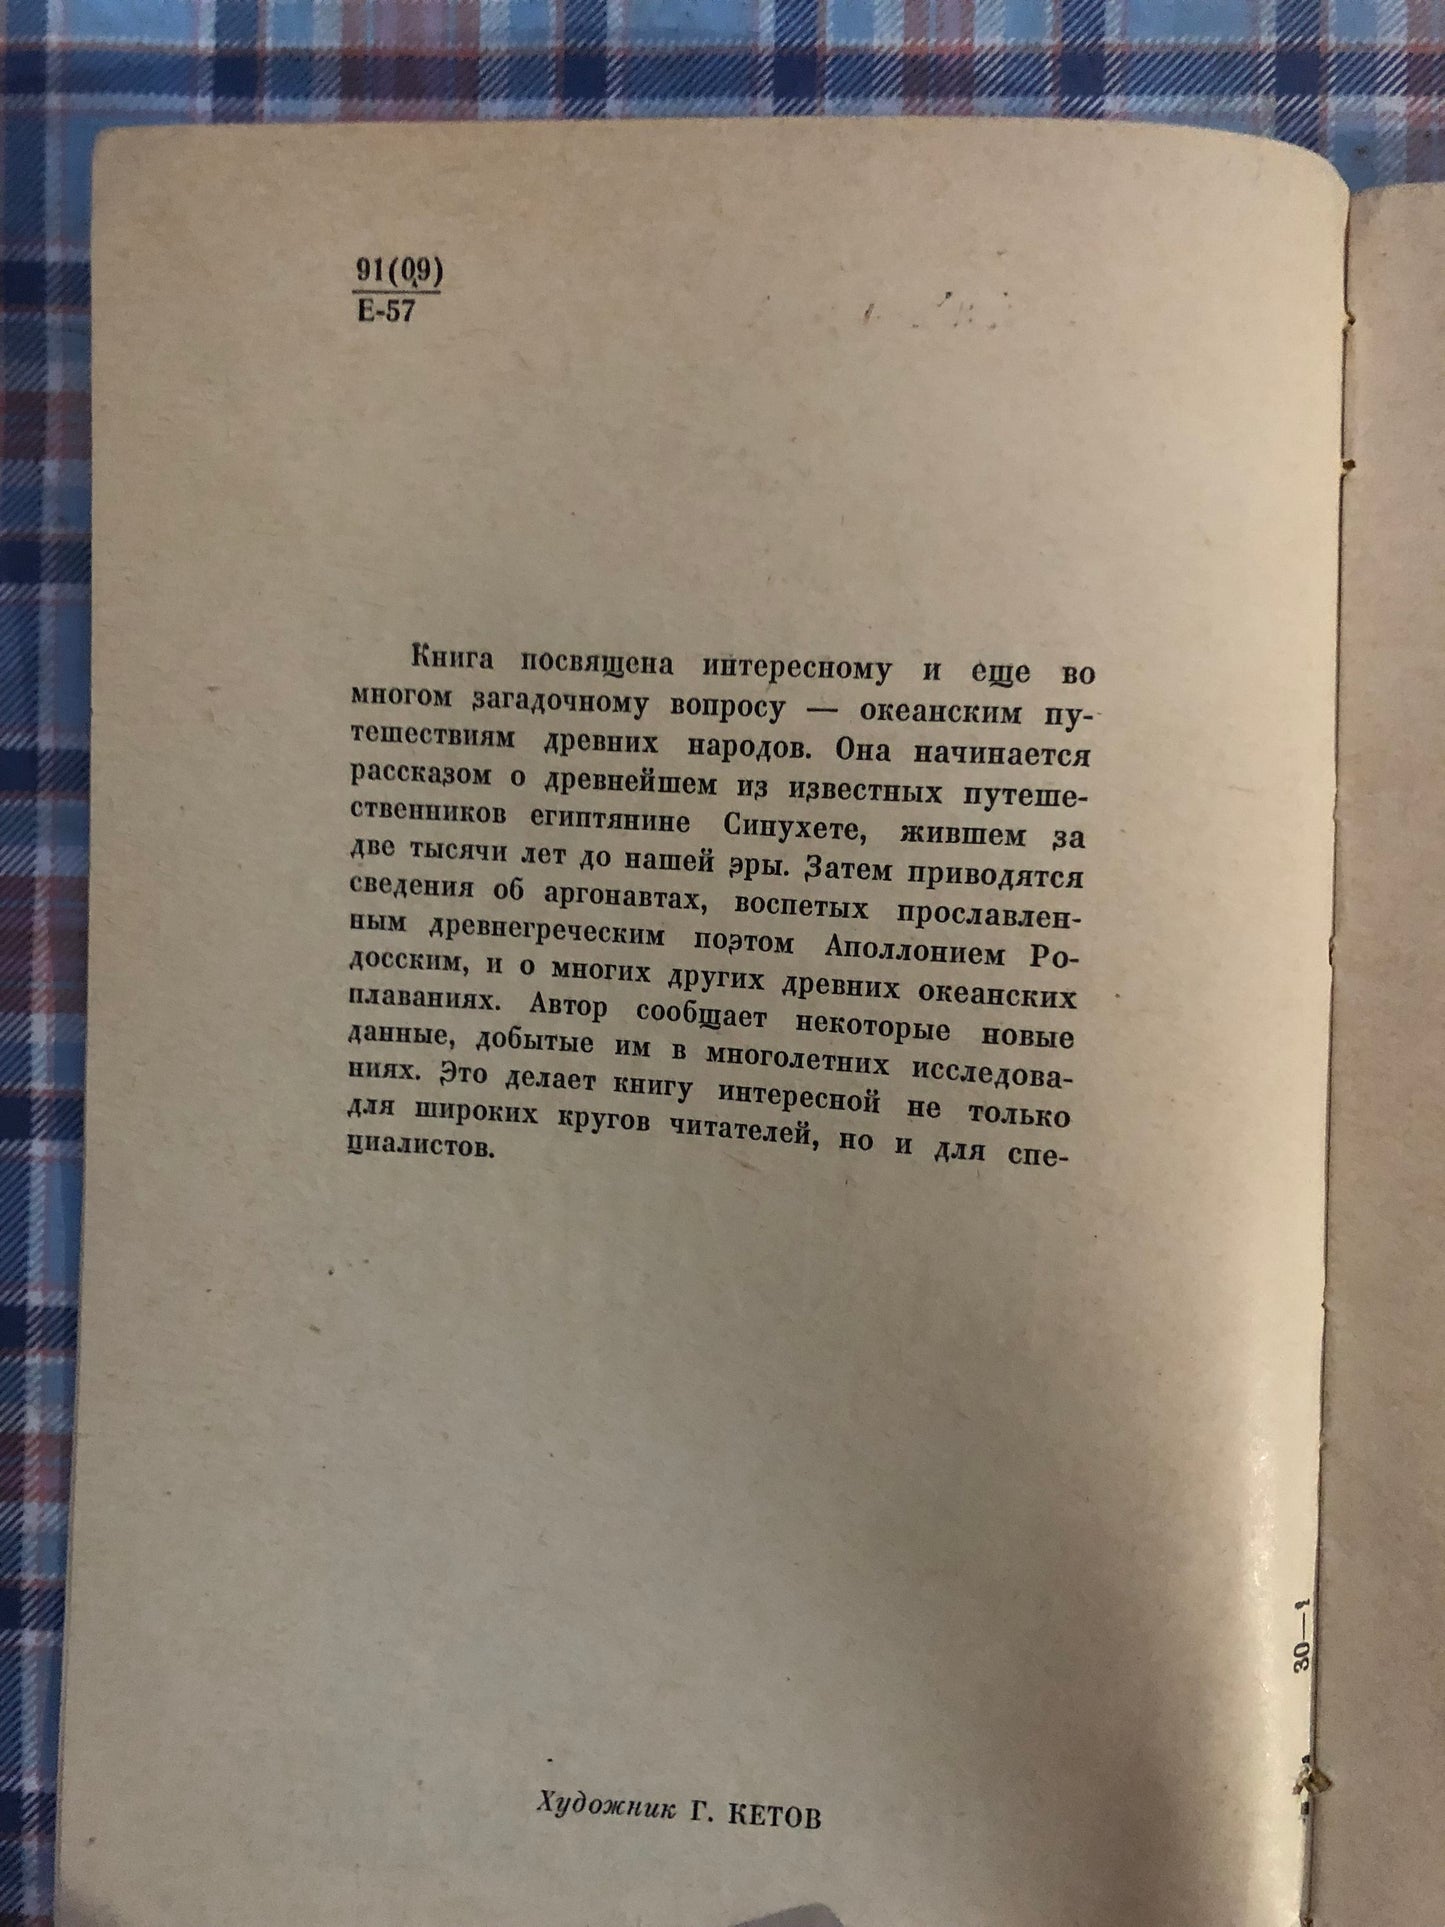 91(09)
Е-57
Книга посвящена интересному и еще во
многом загадочному вопросу — океанским пу-
тешествиям древних народов. Она начинается
рассказом о древнейшем из известных путеше-
ственников египтянине Синухете, жившем за
две тысячи лет до нашей эры. Затем приводятся
сведения об аргонавтах, воспетых прославлен-
ным древнегреческим поэтом Аполлонием Ро-
досским, и о многих других древних океанских
плаваниях. Автор сообщает некоторые новые
данные, добытые им в многолетних исследова-
ниях. Это делает книгу интересной не только
для широких кругов читателей, но и для спе-
циалистов.
30—1
Художник Г. КЕТОВ